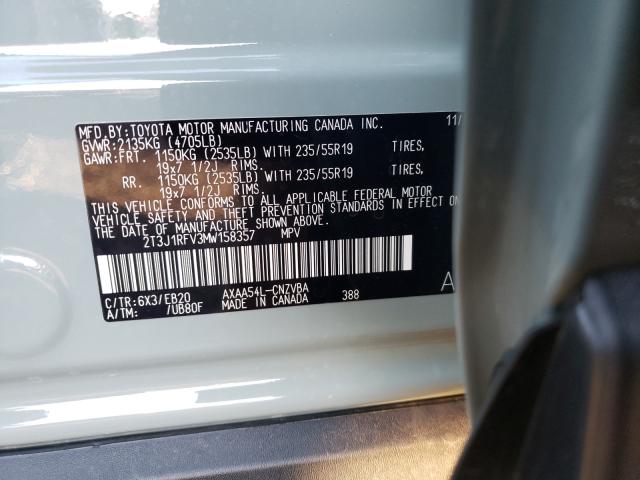 MFD.BY:TOYOTA MOTOR MANUFACTURING CANADA INC. 11/
GVWR:2135KG (4705LB)
GAWR:FRT. 1150KG (2535LB) WITH 235/55R19 TIRES,
19x7 1/2J RIMS.
RR. 1150KG (2535LB) WITH 235/55R19 TIRES,
19x7 1/2J RIMS.
THIS VEHICLE CONFORMS TO ALL APPLICABLE FEDERAL MOTOR
VEHICLE SAFETY AND THEFT PREVENTION STANDARDS IN EFFECT
THE DATE OF MANUFACTURE SHOWN ABOVE.
2T3J1RFV3MW158357 MPV
C/TR:6X3/EB20 AXAA54L-CNZVBA A
A/TM: /UB80F MADE IN CANADA 388